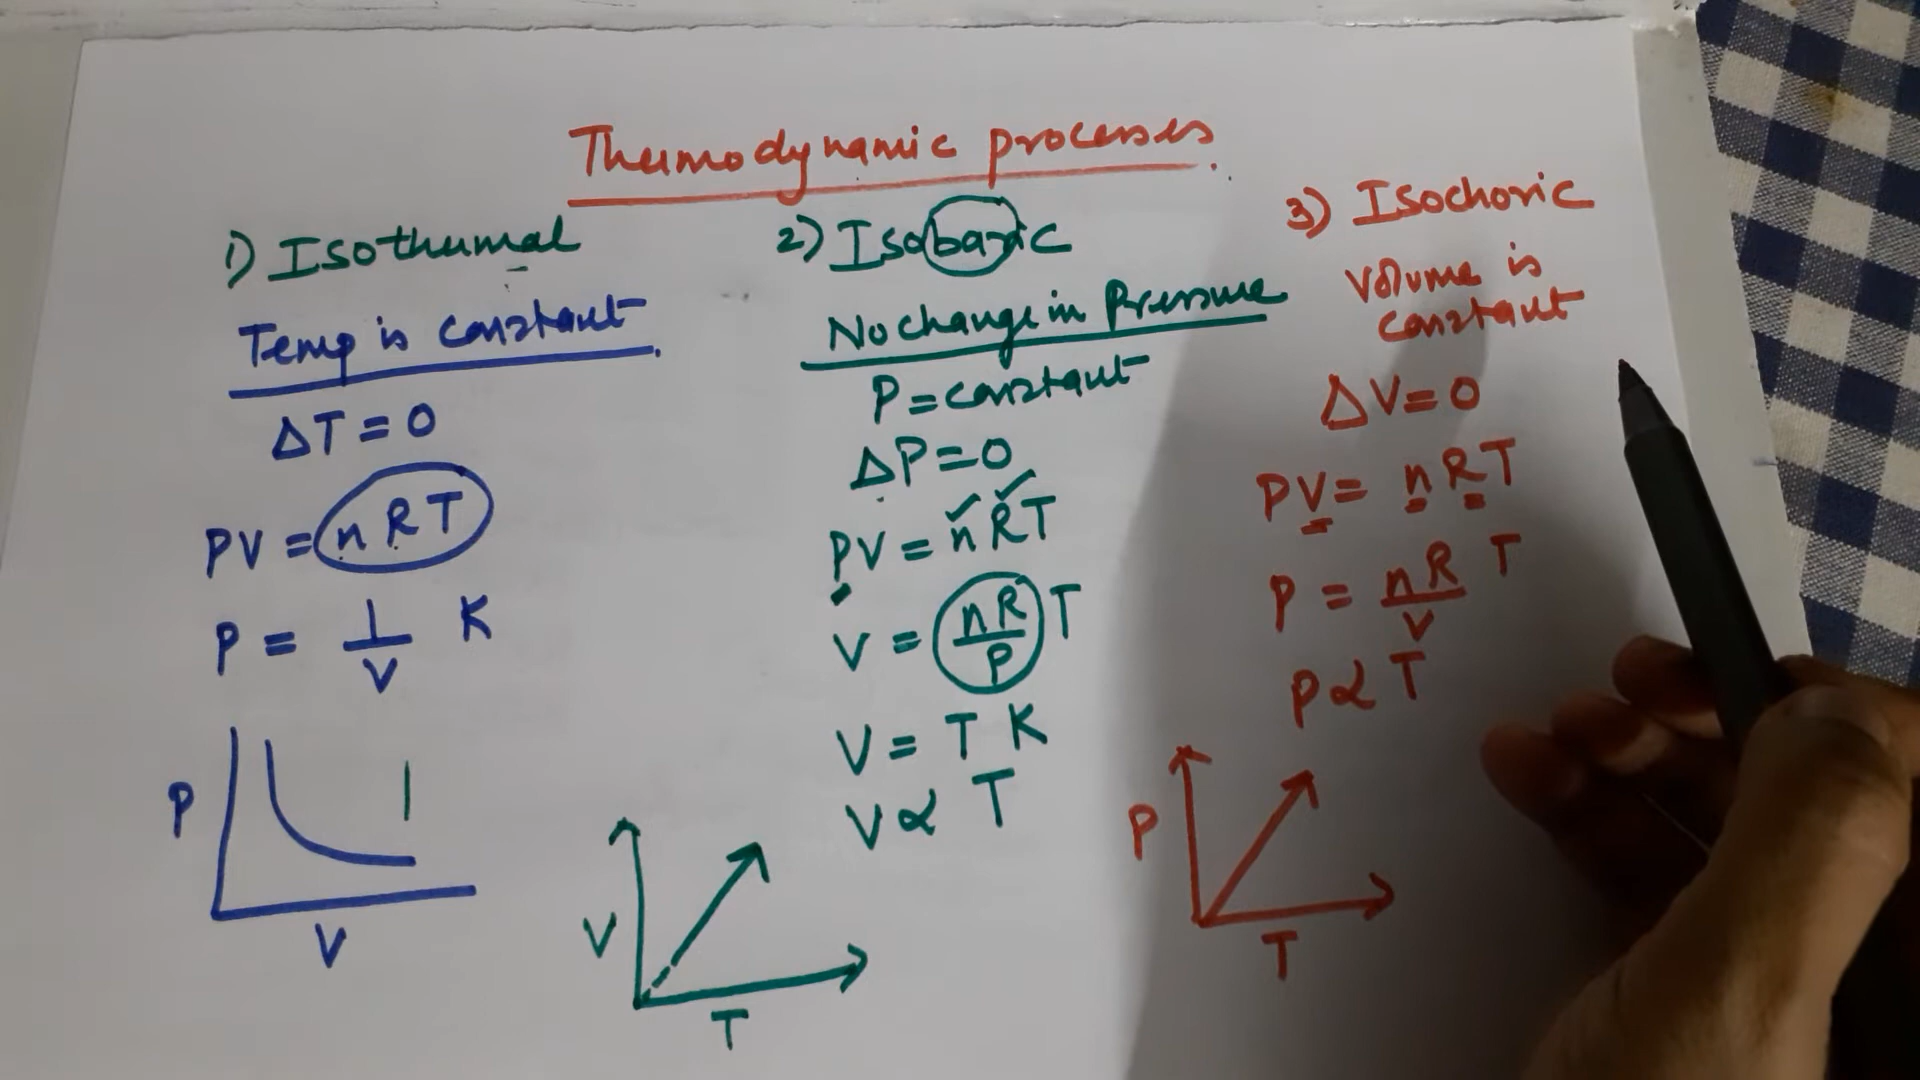 Thermodynamic processes.
1) Isothermal
Temp is constant.
ΔT = 0
PV = nRT
P = 1/V K
P
V
2) Isobaric
No change in Pressure
P = constant
ΔP = 0
PV = nRT
V = nR/P T
V = T K
V ∝ T
V
T
3) Isochoric
Volume is
constant
ΔV = 0
PV = nRT
P = nR/V T
P ∝ T
P
T